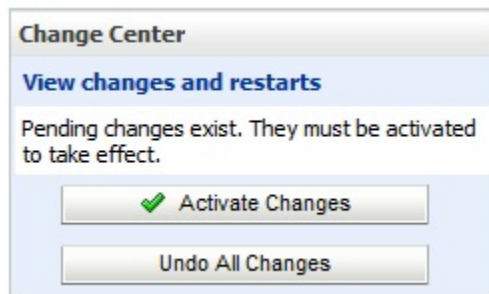 Change Center
View changes and restarts
Pending changes exist. They must be activated
to take effect.
Activate Changes
Undo All Changes